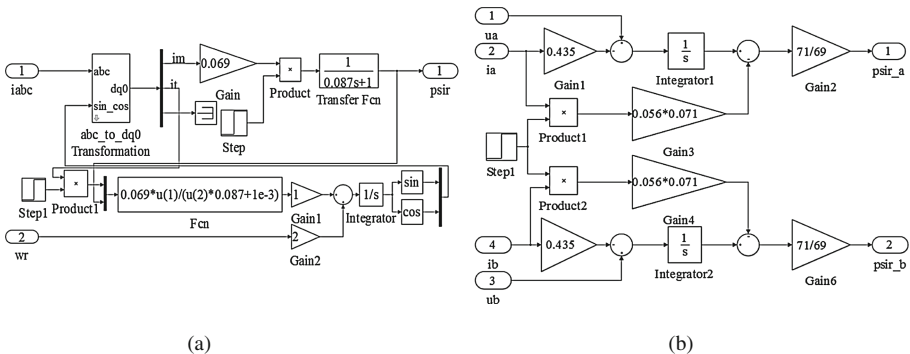 1
iabc
abc
dq0
sin_cos
abc_to_dq0
Transformation
im
it
0.069
Gain
Step
×
Product
1
0.087s+1
Transfer Fcn
1
psir
Step1
×
Product1
0.069*u(1)/(u(2)*0.087+1e-3)
Fcn
1
Gain1
1/s
Integrator
sin
cos
2
wr
2
Gain2
(a)
1
ua
2
ia
0.435
Gain1
1
s
Integrator1
71/69
Gain2
1
psir_a
×
Product1
0.056*0.071
Gain3
Step1
×
Product2
0.056*0.071
Gain4
4
ib
0.435
1
s
Integrator2
71/69
Gain6
2
psir_b
3
ub
(b)